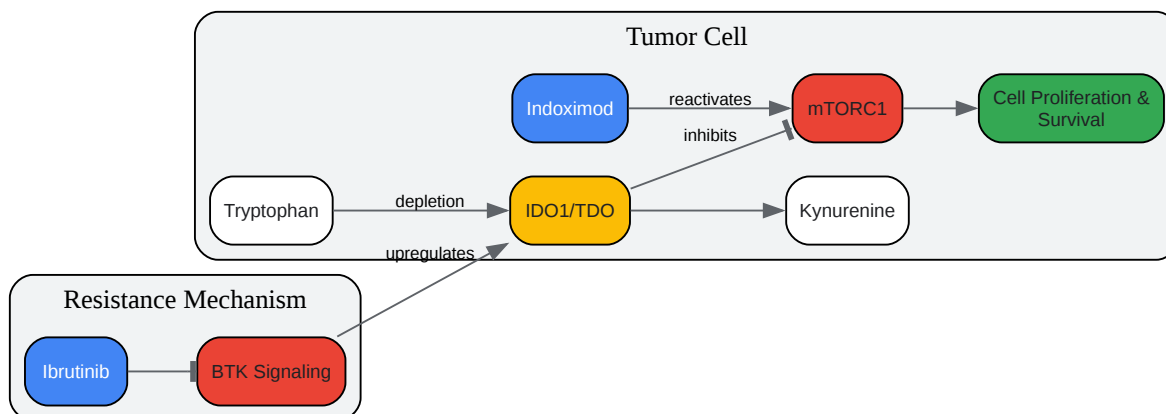 Tumor Cell
Indoximod
reactivates
mTORC1
Cell Proliferation &
Survival
inhibits
Tryptophan
depletion
IDO1/TDO
Kynurenine
upregulates
Resistance Mechanism
Ibrutinib
BTK Signaling